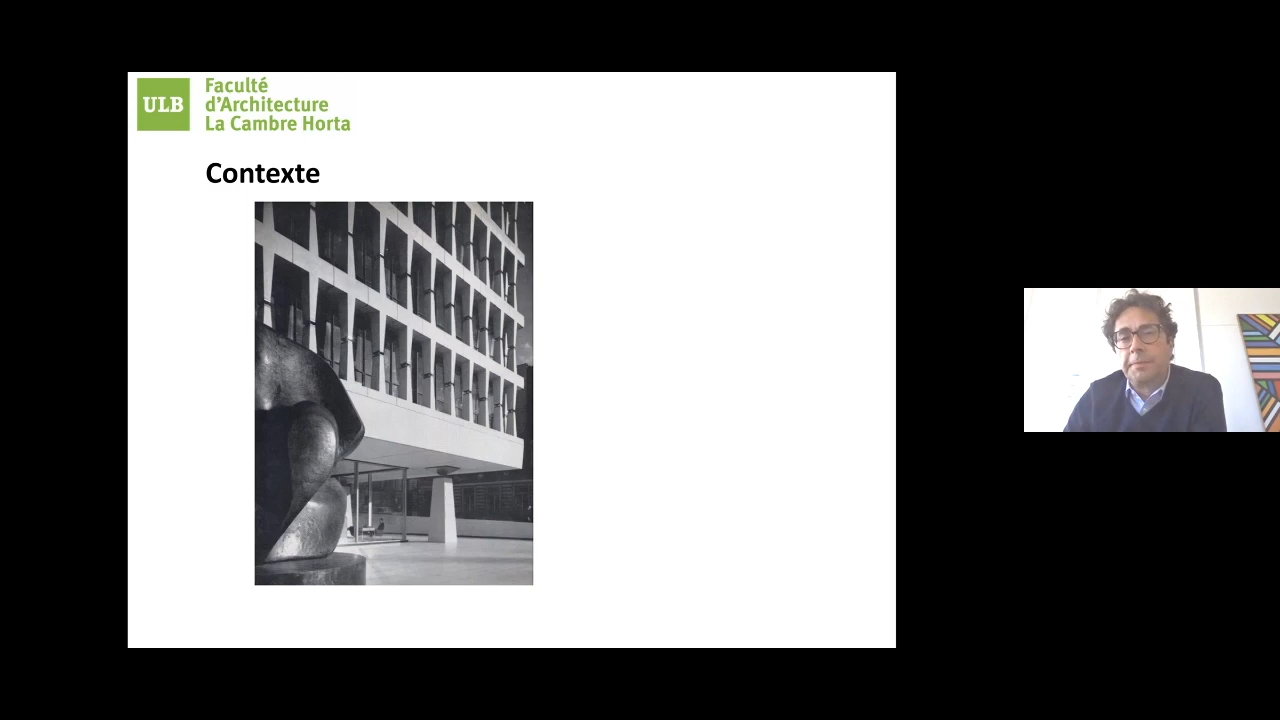 ULB
Faculté
d'Architecture
La Cambre Horta
Contexte